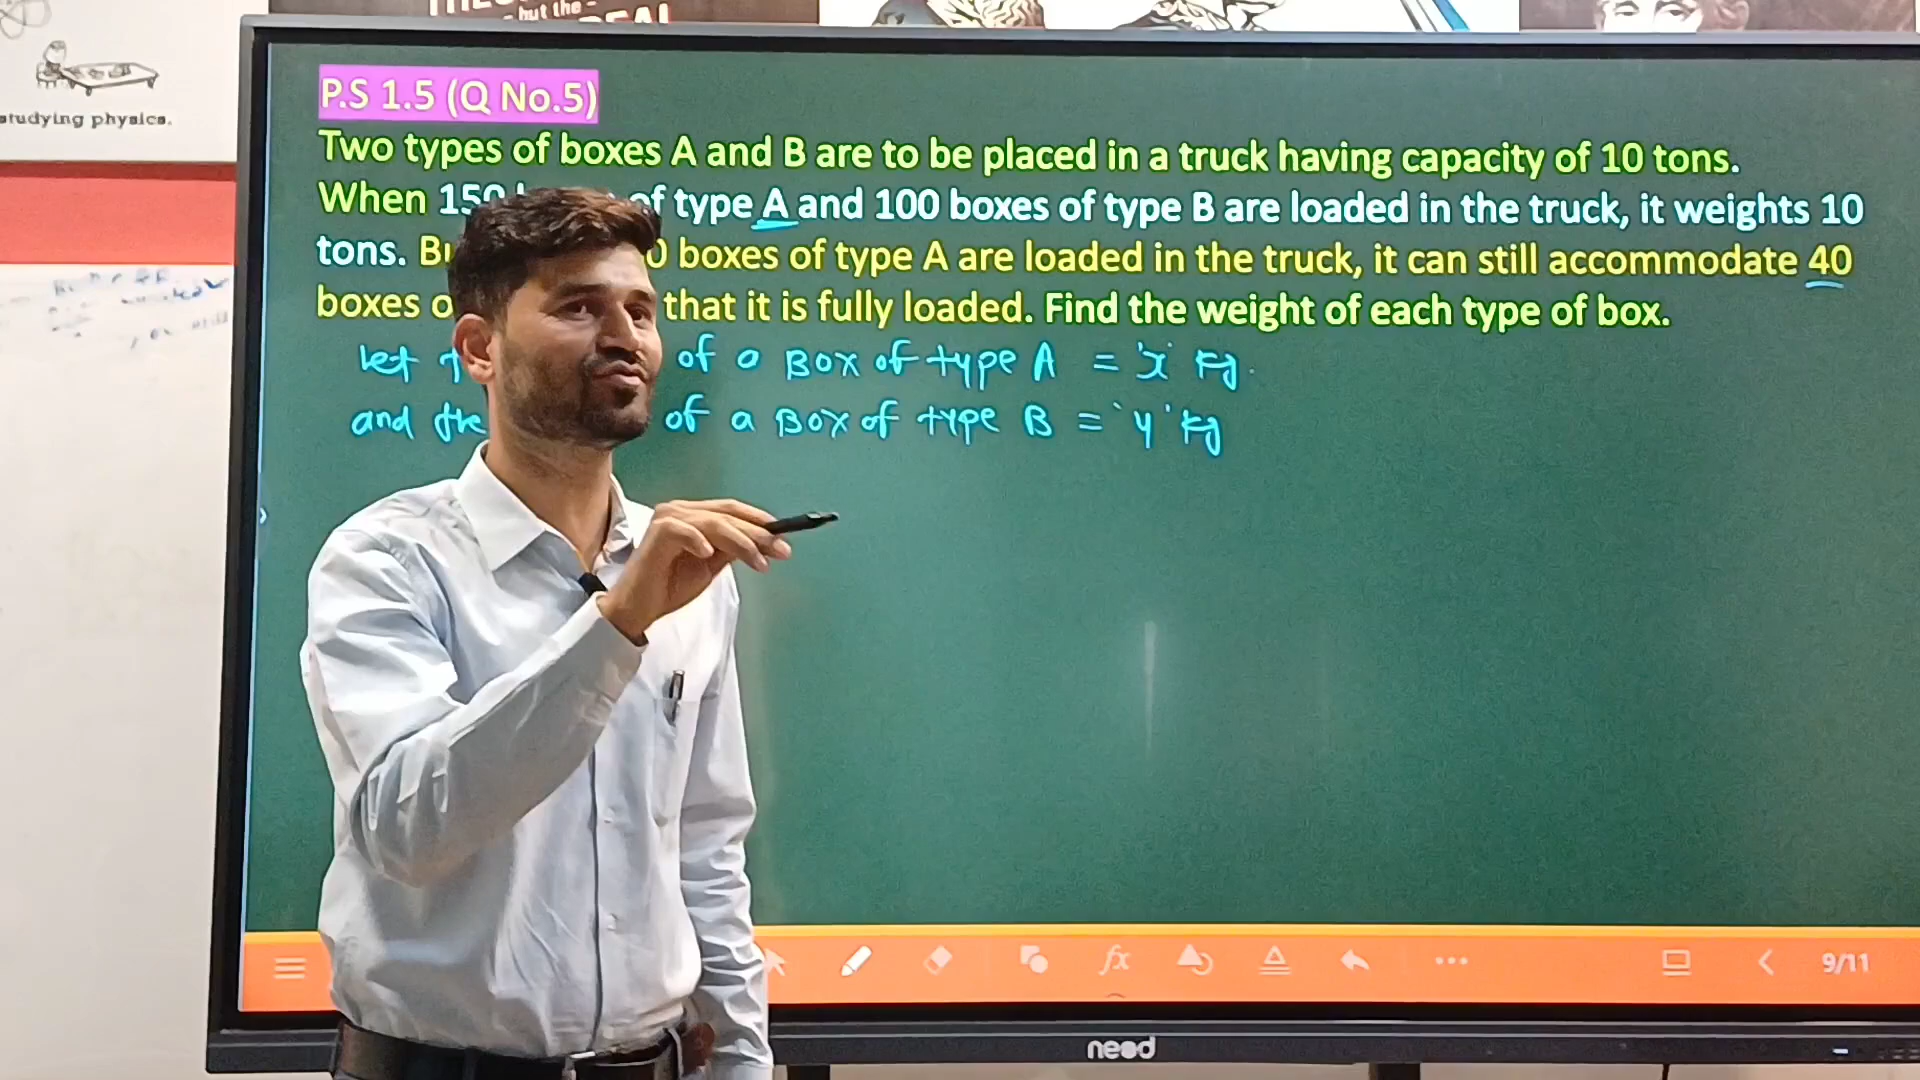 but the
studying physics.
P.S 1.5 (Q No.5)
Two types of boxes A and B are to be placed in a truck having capacity of 10 tons.
When 150 of type A and 100 boxes of type B are loaded in the truck, it weights 10
tons. 0 boxes of type A are loaded in the truck, it can still accommodate 40
boxes that it is fully loaded. Find the weight of each type of box.
let of a Box of type A = 'x' kg.
and the of a Box of type B = 'y' kg
9/11
neod